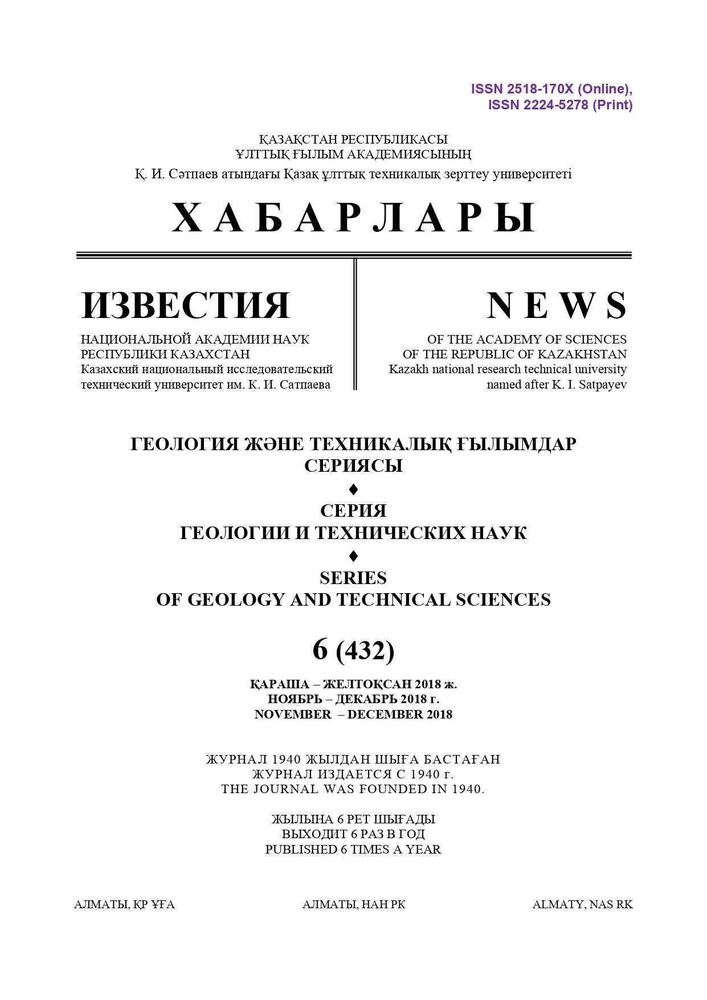 ISSN 2518-170X (Online),
ISSN 2224-5278 (Print)
ҚАЗАҚСТАН РЕСПУБЛИКАСЫ
ҰЛТТЫҚ ҒЫЛЫМ АКАДЕМИЯСЫНЫҢ
Қ. И. Сәтпаев атындағы Қазақ ұлттық техникалық зерттеу университеті
Х А Б А Р Л А Р Ы
ИЗВЕСТИЯ
НАЦИОНАЛЬНОЙ АКАДЕМИИ НАУК
РЕСПУБЛИКИ КАЗАХСТАН
Казахский национальный исследовательский
технический университет им. К. И. Сатпаева
N E W S
OF THE ACADEMY OF SCIENCES
OF THE REPUBLIC OF KAZAKHSTAN
Kazakh national research technical university
named after K. I. Satpayev
ГЕОЛОГИЯ ЖӘНЕ ТЕХНИКАЛЫҚ ҒЫЛЫМДАР
СЕРИЯСЫ
♦
СЕРИЯ
ГЕОЛОГИИ И ТЕХНИЧЕСКИХ НАУК
♦
SERIES
OF GEOLOGY AND TECHNICAL SCIENCES
6 (432)
ҚАРАША – ЖЕЛТОҚСАН 2018 ж.
НОЯБРЬ – ДЕКАБРЬ 2018 г.
NOVEMBER – DECEMBER 2018
ЖУРНАЛ 1940 ЖЫЛДАН ШЫҒА БАСТАҒАН
ЖУРНАЛ ИЗДАЕТСЯ С 1940 г.
THE JOURNAL WAS FOUNDED IN 1940.
ЖЫЛЫНА 6 РЕТ ШЫҒАДЫ
ВЫХОДИТ 6 РАЗ В ГОД
PUBLISHED 6 TIMES A YEAR
АЛМАТЫ, ҚР ҰҒА
АЛМАТЫ, НАН РК
ALMATY, NAS RK